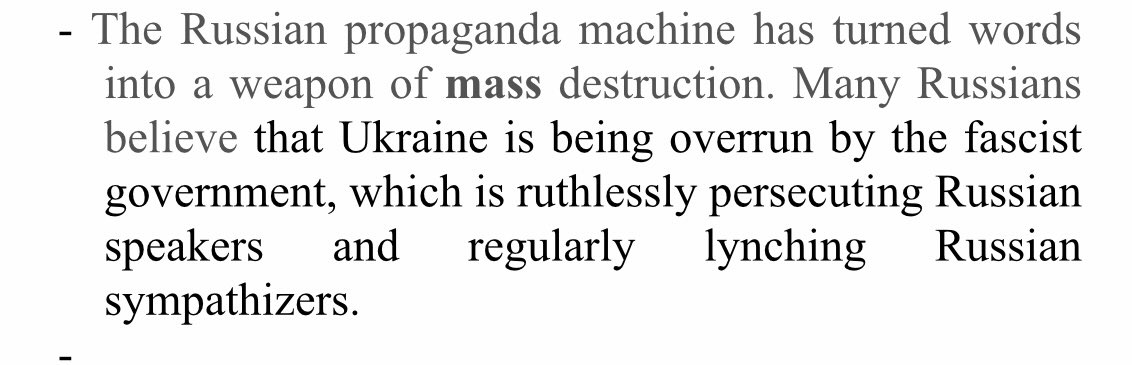 - The Russian propaganda machine has turned words
into a weapon of mass destruction. Many Russians
believe that Ukraine is being overrun by the fascist
government, which is ruthlessly persecuting Russian
speakers and regularly lynching Russian
sympathizers.
-